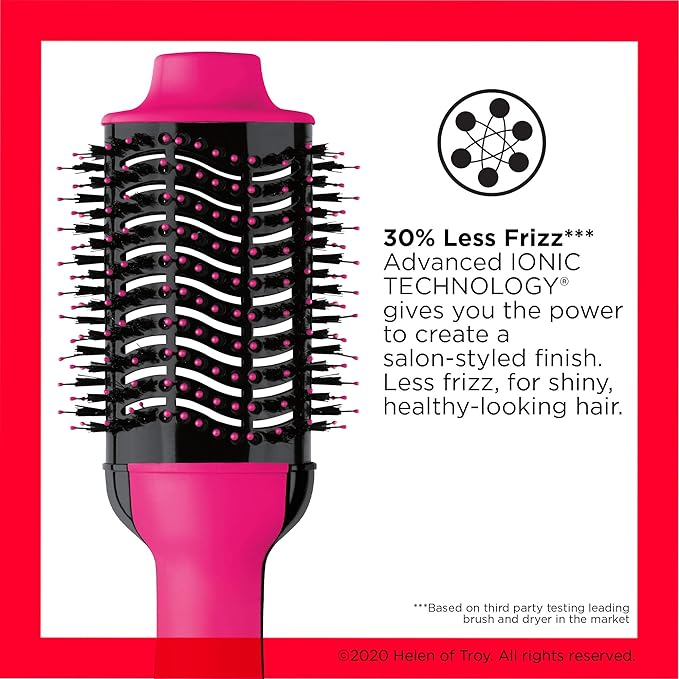 30% Less Frizz***
Advanced IONIC
TECHNOLOGY®
gives you the power
to create a
salon-styled finish.
Less frizz, for shiny,
healthy-looking hair.
***Based on third party testing leading
brush and dryer in the market
©2020 Helen of Troy. All rights reserved.